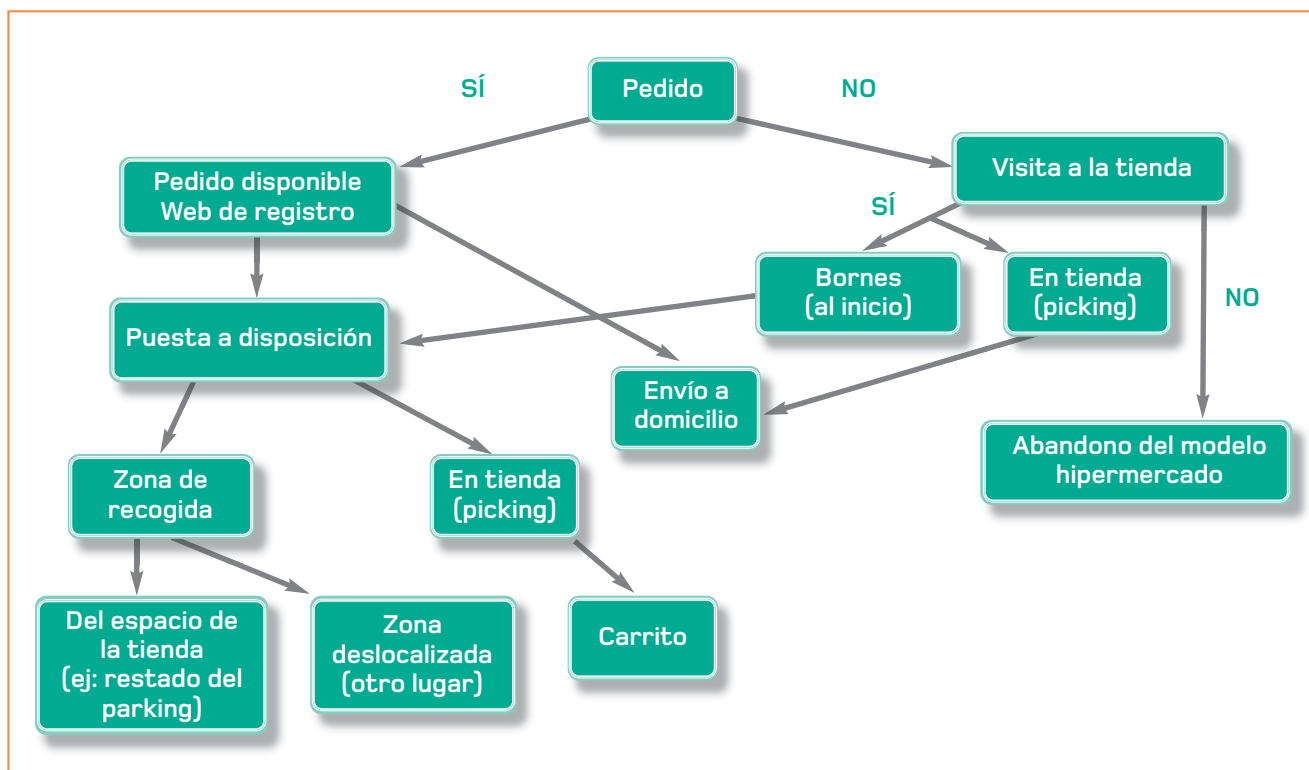 Pedido
SÍ
NO
Pedido disponible
Web de registro
Visita a la tienda
SÍ
Bornes
(al inicio)
En tienda
(picking)
NO
Puesta a disposición
Envío a
domicilio
Abandono del modelo
hipermercado
Zona de
recogida
En tienda
(picking)
Del espacio de
la tienda
(ej: restado del
parking)
Zona
deslocalizada
(otro lugar)
Carrito